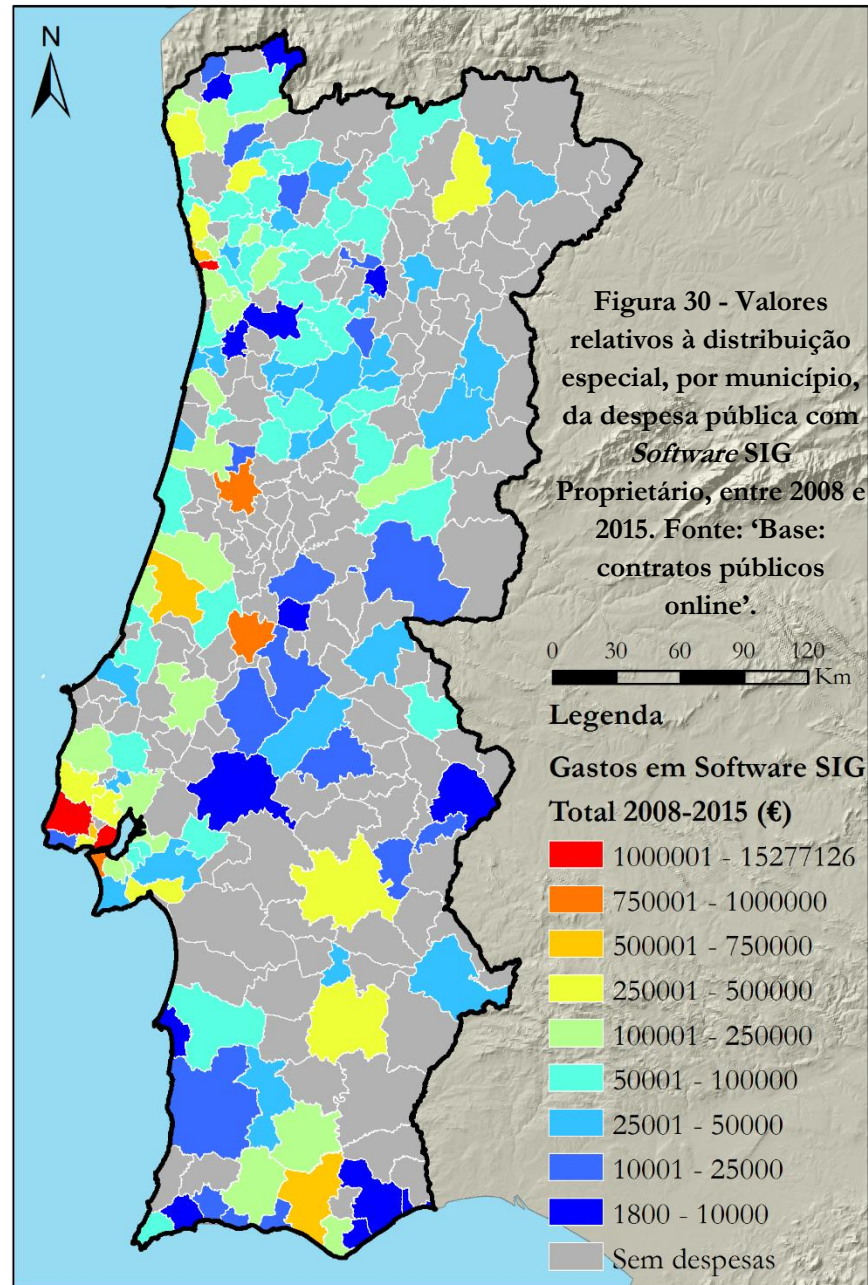 N
Figura 30 - Valores
relativos à distribuição
especial, por município,
da despesa pública com
Software SIG
Proprietário, entre 2008 e
2015. Fonte: ‘Base:
contratos públicos
online’.
0 30 60 90 120
Km
Legenda
Gastos em Software SIG
Total 2008-2015 (€)
1000001 - 15277126
750001 - 1000000
500001 - 750000
250001 - 500000
100001 - 250000
50001 - 100000
25001 - 50000
10001 - 25000
1800 - 10000
Sem despesas